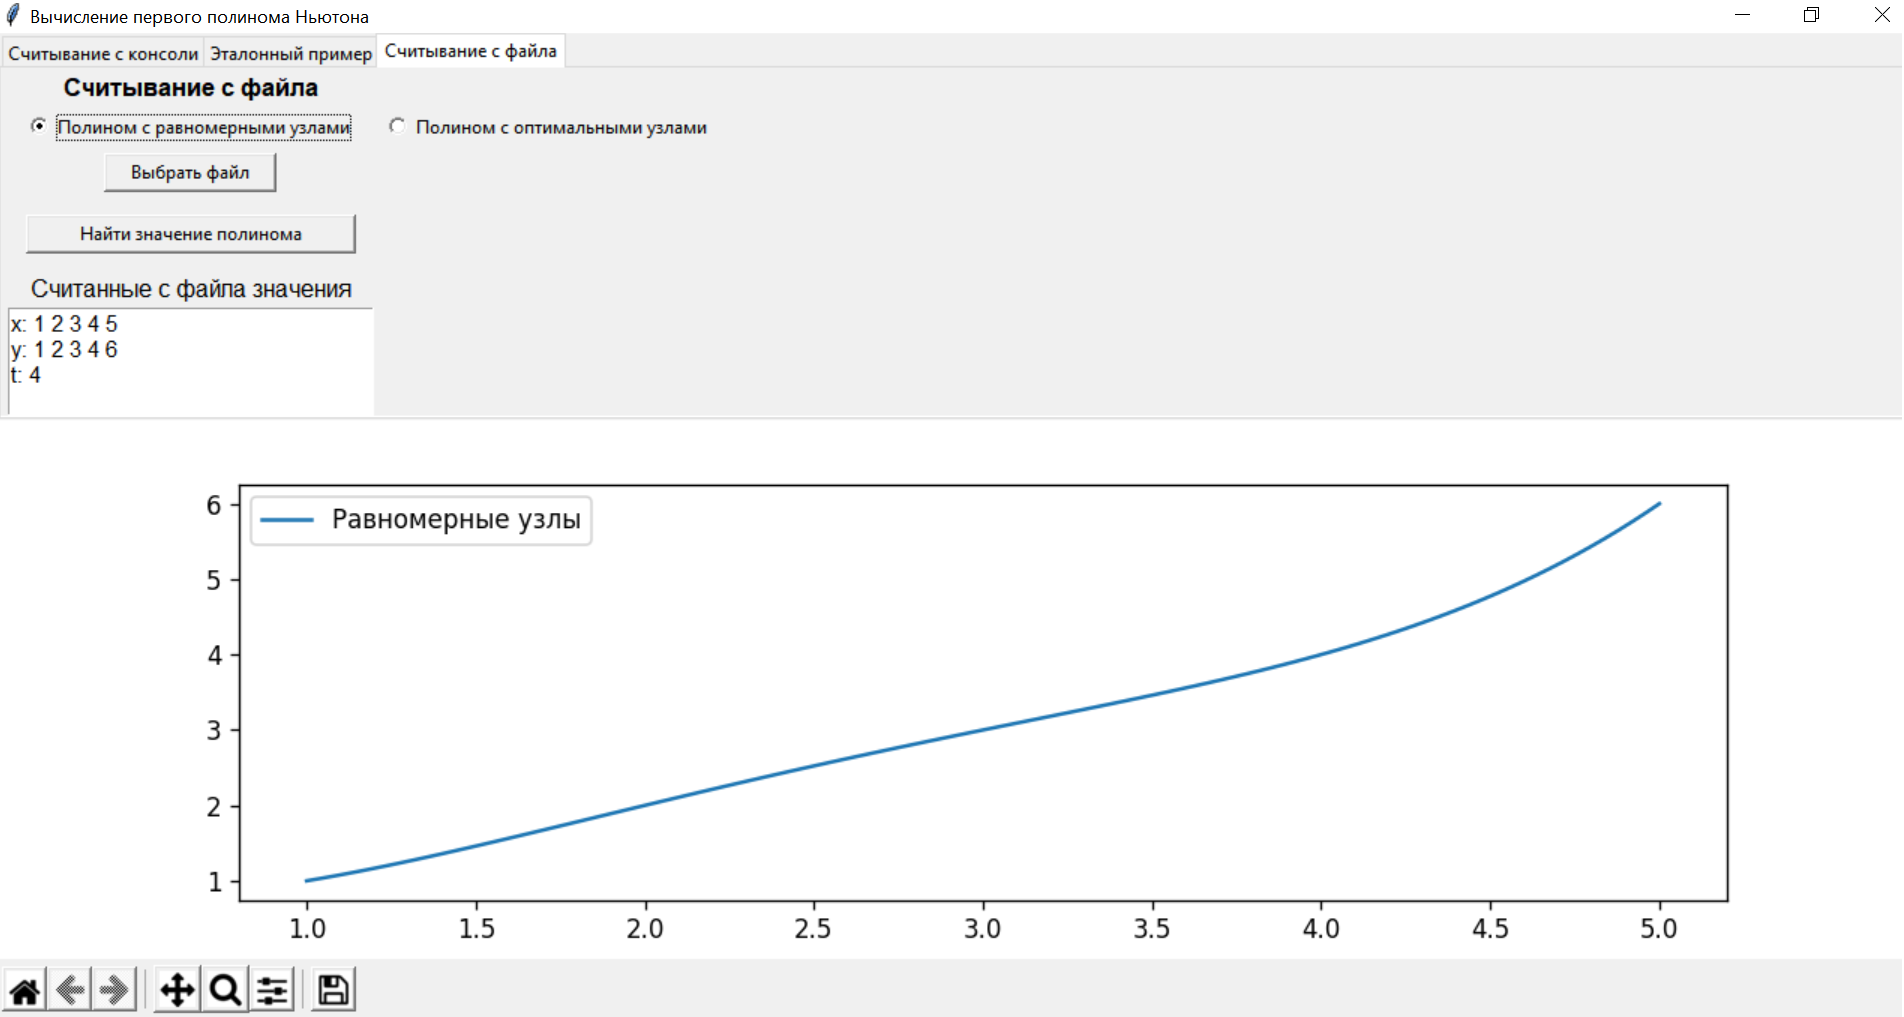 Вычисление первого полинома Ньютона
Считывание с консоли Эталонный пример Считывание с файла
Считывание с файла
Полином с равномерными узлами Полином с оптимальными узлами
Выбрать файл
Найти значение полинома
Считанные с файла значения
x: 1 2 3 4 5
y: 1 2 3 4 6
t: 4
Равномерные узлы
6
5
4
3
2
1
1.0 1.5 2.0 2.5 3.0 3.5 4.0 4.5 5.0